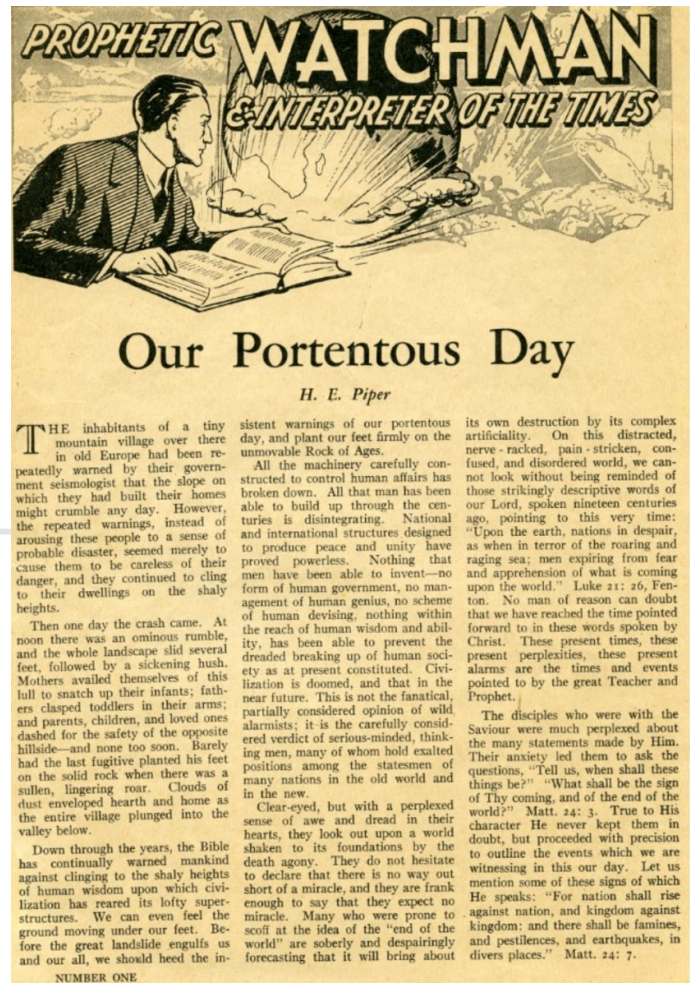 PROPHETIC WATCHMAN
& INTERPRETER OF THE TIMES
Our Portentous Day
H. E. Piper
THE inhabitants of a tiny
mountain village over there
in old Europe had been re-
peatedly warned by their govern-
ment seismologist that the slope on
which they had built their homes
might crumble any day. However,
the repeated warnings, instead of
arousing these people to a sense of
probable disaster, seemed merely to
cause them to be careless of their
danger, and they continued to cling
to their dwellings on the shaly
heights.
Then one day the crash came. At
noon there was an ominous rumble,
and the whole landscape slid several
feet, followed by a sickening hush.
Mothers availed themselves of this
lull to snatch up their infants; fath-
ers clasped toddlers in their arms;
and parents, children, and loved ones
dashed for the safety of the opposite
hillside—and none too soon. Barely
had the last fugitive planted his feet
on the solid rock when there was a
sullen, lingering roar. Clouds of
dust enveloped hearth and home as
the entire village plunged into the
valley below.
Down through the years, the Bible
has continually warned mankind
against clinging to the shaly heights
of human wisdom upon which civi-
lization has reared its lofty super-
structures. We can even feel the
ground moving under our feet. Be-
fore the great landslide engulfs us
and our all, we should heed the in-
NUMBER ONE
sistent warnings of our portentous
day, and plant our feet firmly on the
unmovable Rock of Ages.
All the machinery carefully con-
structed to control human affairs has
broken down. All that man has been
able to build up through the cen-
turies is disintegrating. National
and international structures designed
to produce peace and unity have
proved powerless. Nothing that
men have been able to invent—no
form of human government, no man-
agement of human genius, no scheme
of human devising, nothing within
the reach of human wisdom and abil-
ity, has been able to prevent the
dreaded breaking up of human soci-
ety as at present constituted. Civi-
lization is doomed, and that in the
near future. This is not the fanatical,
partially considered opinion of wild
alarmists; it is the carefully consid-
ered verdict of serious-minded, think-
ing men, many of whom hold exalted
positions among the statesmen of
many nations in the old world and
in the new.
Clear-eyed, but with a perplexed
sense of awe and dread in their
hearts, they look out upon a world
shaken to its foundations by the
death agony. They do not hesitate
to declare that there is no way out
short of a miracle, and they are frank
enough to say that they expect no
miracle. Many who were prone to
scoff at the idea of the “end of the
world” are soberly and despairingly
forecasting that it will bring about
its own destruction by its complex
artificiality. On this distracted,
nerve-racked, pain-stricken, con-
fused, and disordered world, we can-
not look without being reminded of
those strikingly descriptive words of
our Lord, spoken nineteen centuries
ago, pointing to this very time:
“Upon the earth, nations in despair,
as when in terror of the roaring and
raging sea; men expiring from fear
and apprehension of what is coming
upon the world.” Luke 21: 26, Fen-
ton. No man of reason can doubt
that we have reached the time pointed
forward to in these words spoken by
Christ. These present times, these
present perplexities, these present
alarms are the times and events
pointed to by the great Teacher and
Prophet.
The disciples who were with the
Saviour were much perplexed about
the many statements made by Him.
Their anxiety led them to ask the
questions, “Tell us, when shall these
things be?” “What shall be the sign
of Thy coming, and of the end of the
world?” Matt. 24: 3. True to His
character He never kept them in
doubt, but proceeded with precision
to outline the events which we are
witnessing in this our day. Let us
mention some of these signs of which
He speaks: “For nation shall rise
against nation, and kingdom against
kingdom: and there shall be famines,
and pestilences, and earthquakes, in
divers places.” Matt. 24: 7.